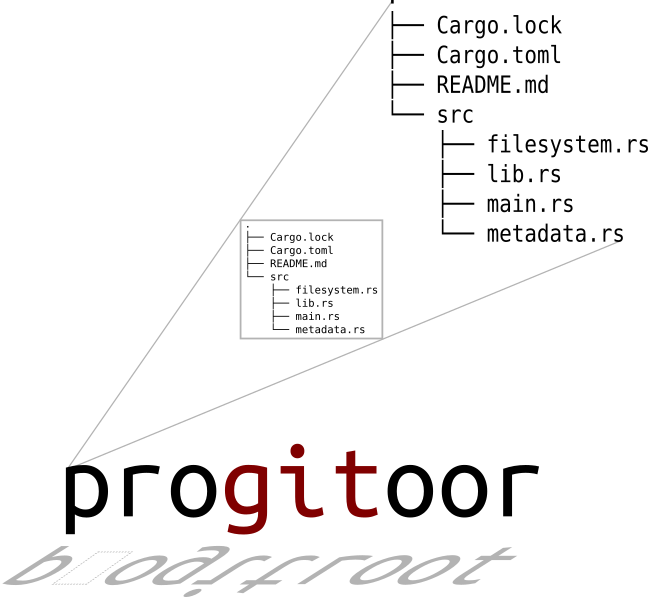 .
├── Cargo.lock
├── Cargo.toml
├── README.md
└── src
    ├── filesystem.rs
    ├── lib.rs
    ├── main.rs
    └── metadata.rs
.
├── Cargo.lock
├── Cargo.toml
├── README.md
└── src
    ├── filesystem.rs
    ├── lib.rs
    ├── main.rs
    └── metadata.rs
progitoor